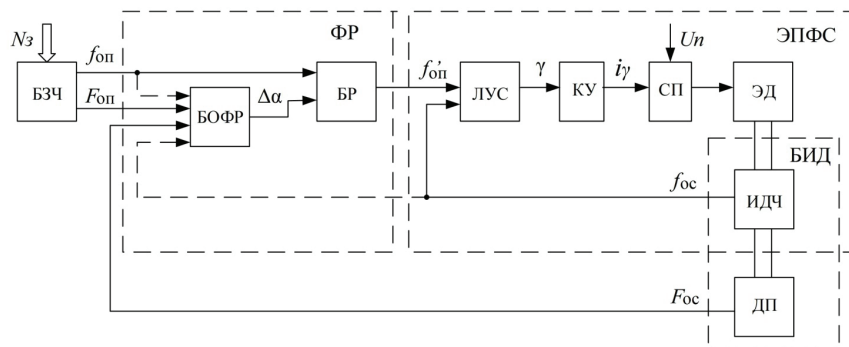 ФР
ЭПФС
Nз
fоп
Fоп
БЗЧ
БОФР
Δα
БР
f'оп
ЛУС
γ
КУ
iγ
Uп
СП
ЭД
БИД
fос
ИДЧ
Fос
ДП